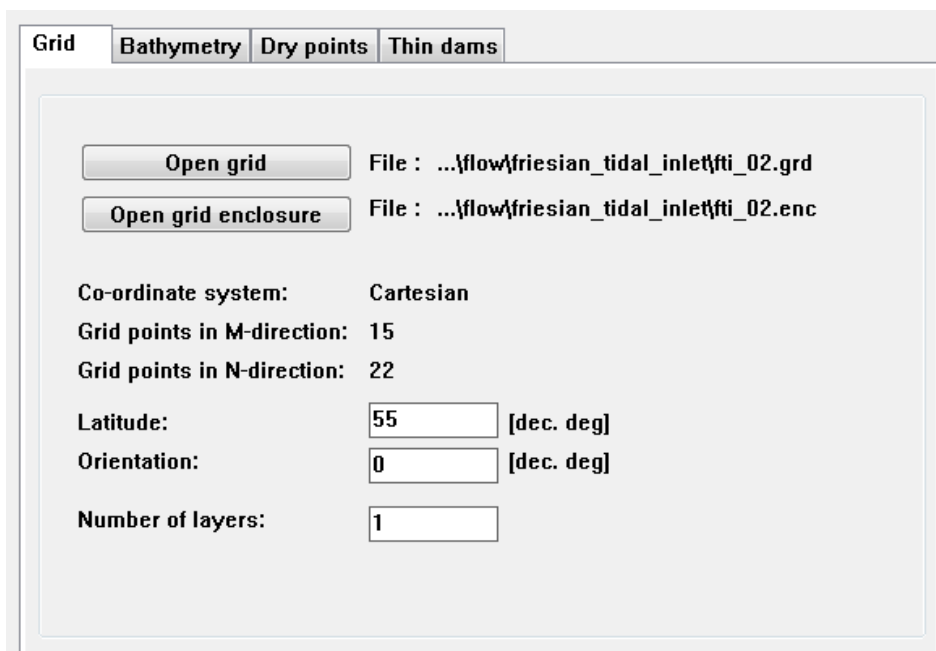 Grid Bathymetry Dry points Thin dams
Open grid File : ...\flow\friesian_tidal_inlet\fti_02.grd
Open grid enclosure File : ...\flow\friesian_tidal_inlet\fti_02.enc
Co-ordinate system: Cartesian
Grid points in M-direction: 15
Grid points in N-direction: 22
Latitude: 55 [dec. deg]
Orientation: 0 [dec. deg]
Number of layers: 1